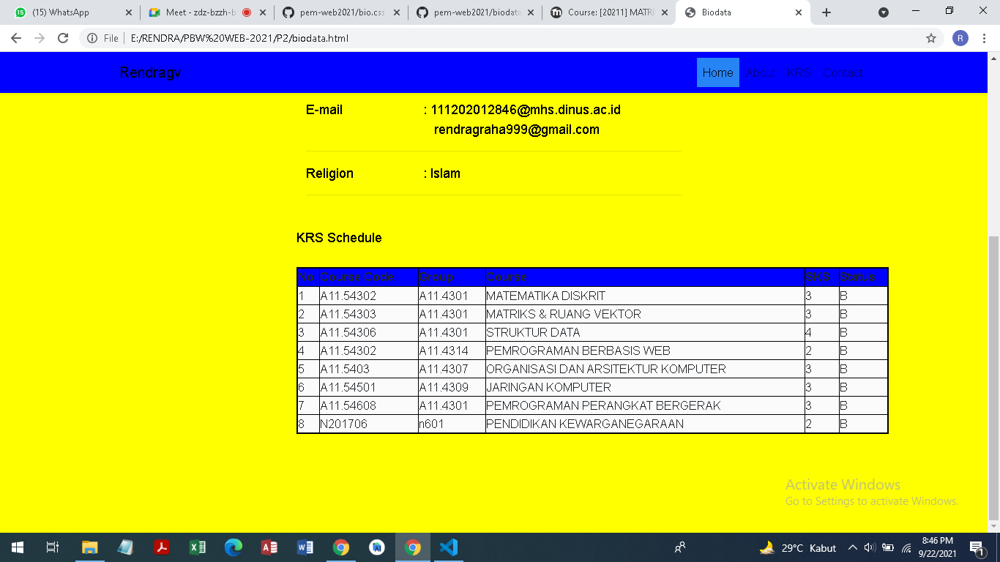 (15) WhatsApp
Meet - zdz-bzzh-b
pem-web2021/bio.css
pem-web2021/biodata
Course: [20211] MATRI
Biodata
File | E:/RENDRA/PBW%20WEB-2021/P2/biodata.html
R
Rendragv
Home About KRS Contact
E-mail : 111202012846@mhs.dinus.ac.id
rendragraha999@gmail.com
Religion : Islam
KRS Schedule
No Course Code Group Course SKS Status
1 A11.54302 A11.4301 MATEMATIKA DISKRIT 3 B
2 A11.54303 A11.4301 MATRIKS & RUANG VEKTOR 3 B
3 A11.54306 A11.4301 STRUKTUR DATA 4 B
4 A11.54302 A11.4314 PEMROGRAMAN BERBASIS WEB 2 B
5 A11.5403 A11.4307 ORGANISASI DAN ARSITEKTUR KOMPUTER 3 B
6 A11.54501 A11.4309 JARINGAN KOMPUTER 3 B
7 A11.54608 A11.4301 PEMROGRAMAN PERANGKAT BERGERAK 3 B
8 N201706 n601 PENDIDIKAN KEWARGANEGARAAN 2 B
Activate Windows
Go to Settings to activate Windows.
29°C Kabut
8:46 PM
9/22/2021
1